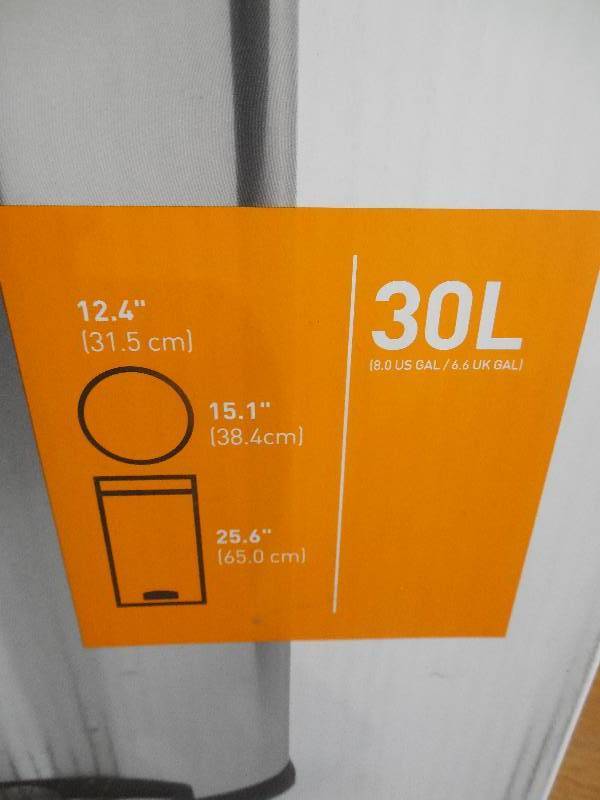 12.4"
(31.5 cm)
15.1"
(38.4cm)
25.6"
(65.0 cm)
30L
(8.0 US GAL / 6.6 UK GAL)